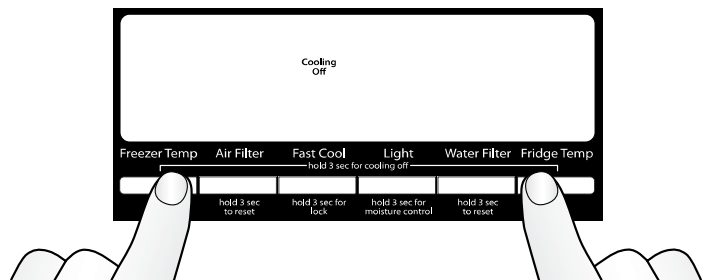 Cooling
Off
Freezer Temp Air Filter Fast Cool Light Water Filter Fridge Temp
hold 3 sec for cooling off
hold 3 sec
to reset
hold 3 sec for
lock
hold 3 sec for
moisture control
hold 3 sec
to reset